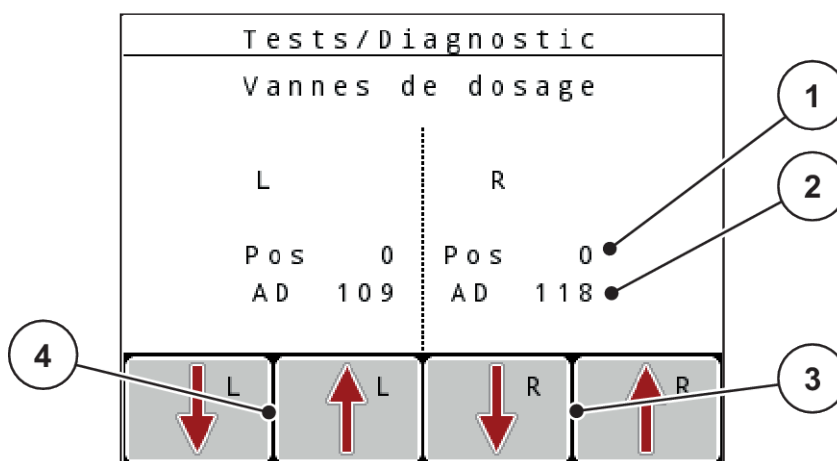 Tests/Diagnostic
Vannes de dosage
1
2
L R
Pos 0 Pos 0
AD 109 AD 118
4
3
L L R R